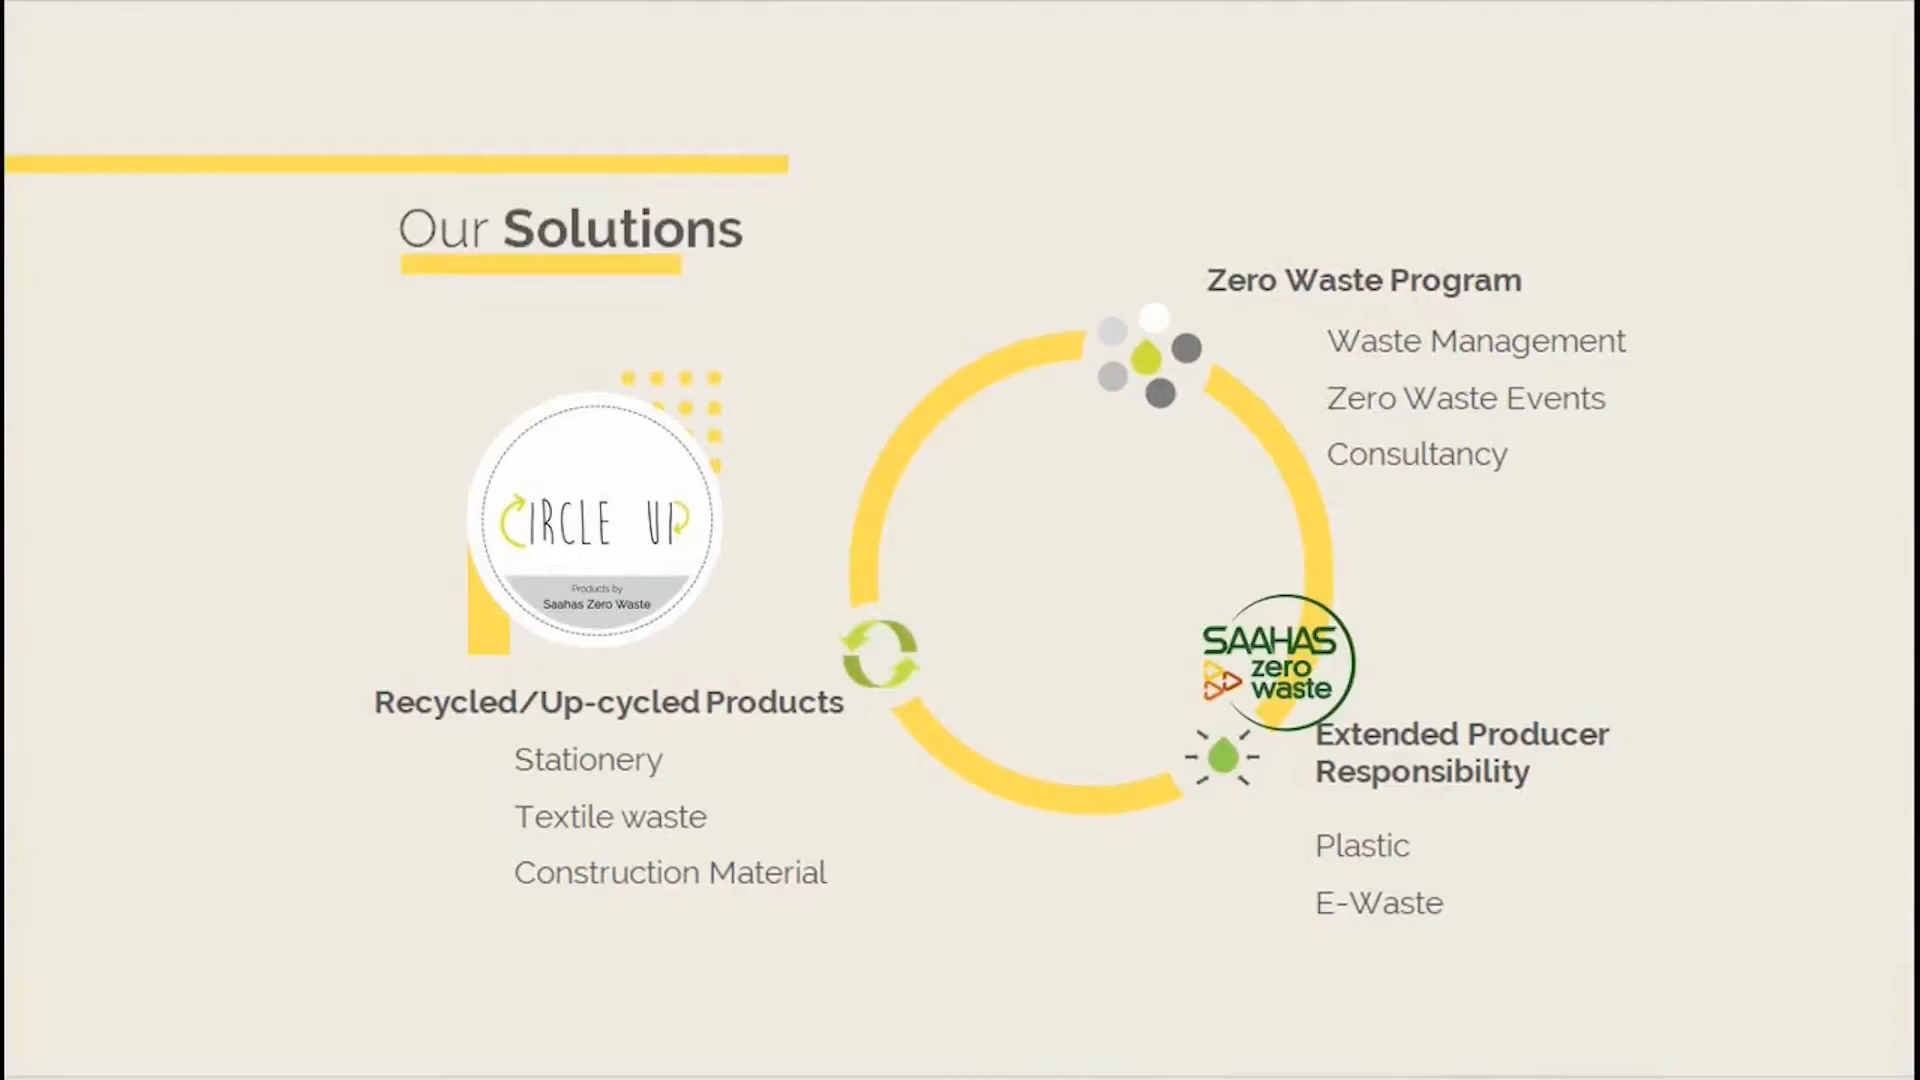 Our Solutions
Zero Waste Program
Waste Management
Zero Waste Events
Consultancy
CIRCLE UP
Products by
Saahas Zero Waste
SAAHAS
zero
waste
Recycled/Up-cycled Products
Stationery
Textile waste
Construction Material
Extended Producer
Responsibility
Plastic
E-Waste